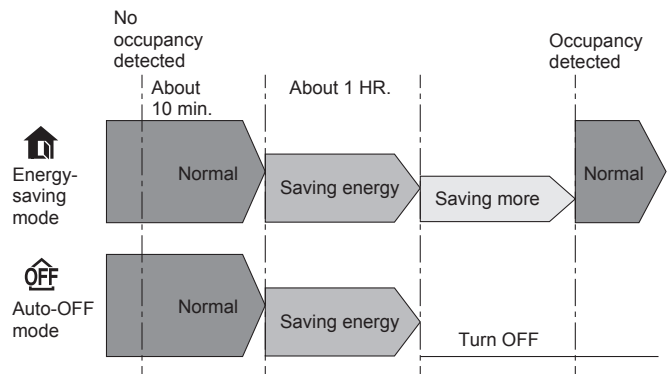 No
occupancy
detected
Occupancy
detected
About
10 min.
About 1 HR.
Energy-
saving
mode
Normal
Saving energy
Saving more
Normal
OFF
Auto-OFF
mode
Normal
Saving energy
Turn OFF